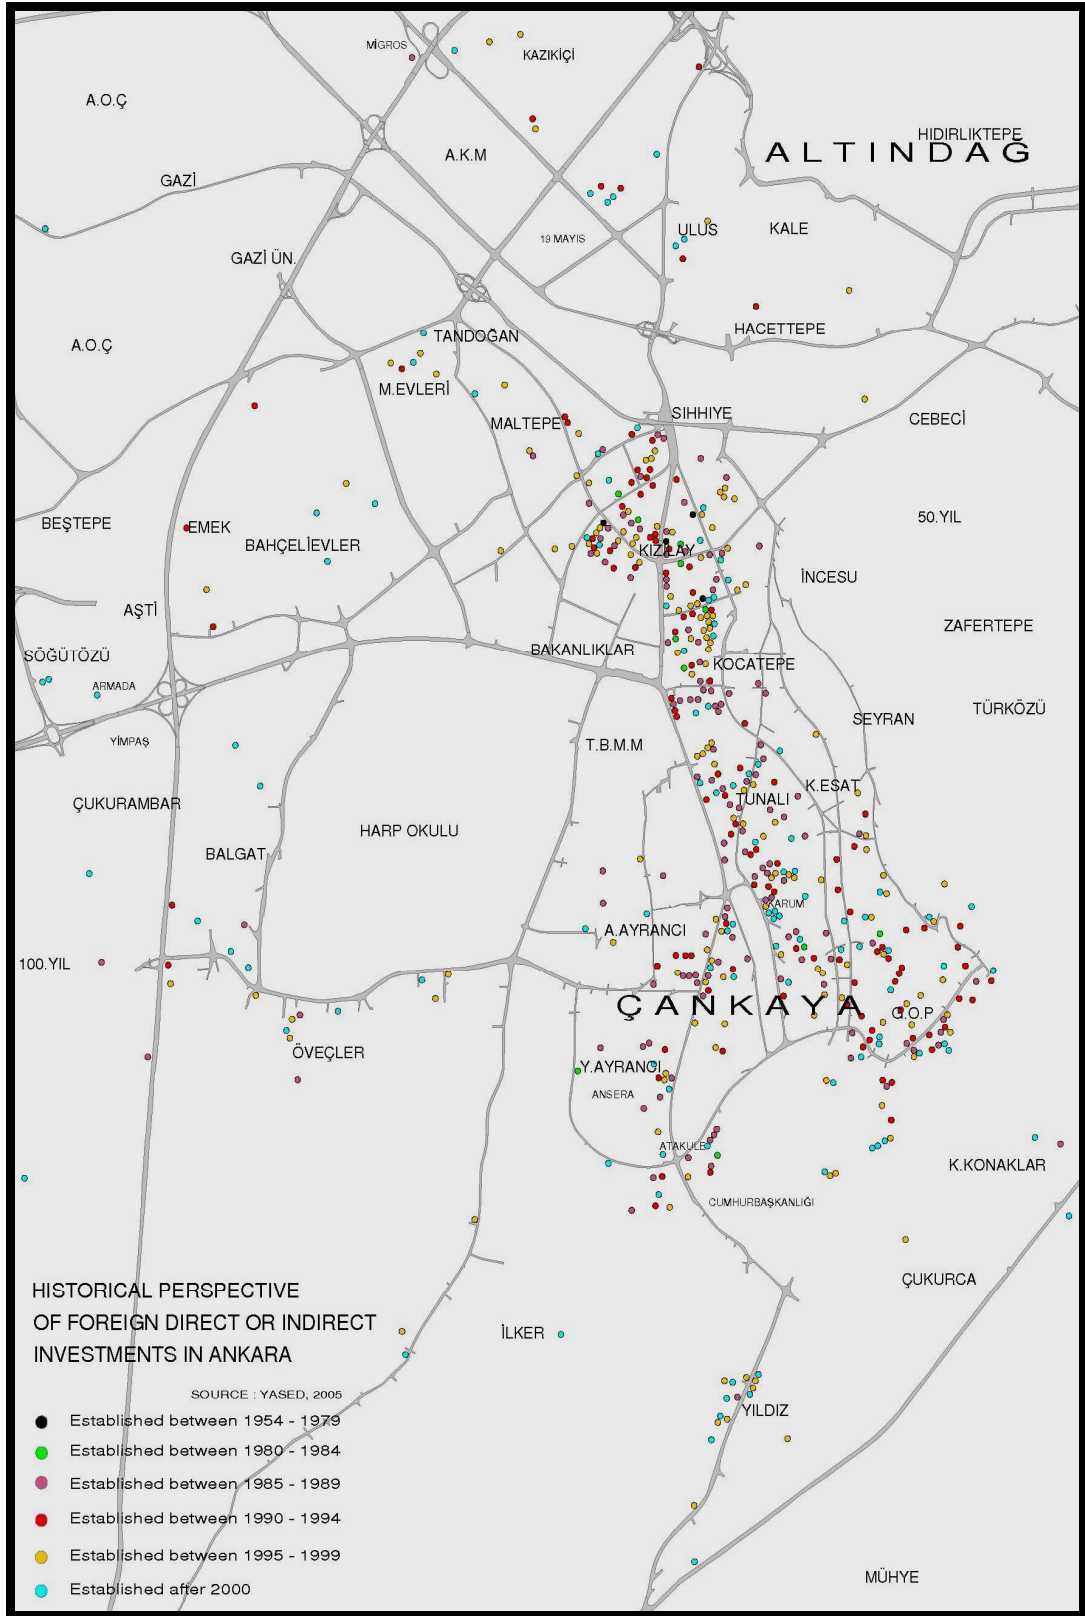 MİGROS
KAZIKİÇİ
A.O.Ç
HIDIRLIKTEPE
ALTINDAĞ
A.K.M
GAZİ
ULUS
KALE
19 MAYIS
GAZİ ÜN.
HACETTEPE
TANDOĞAN
A.O.Ç
M.EVLERİ
SIHHIYE
CEBECİ
MALTEPE
50.YIL
BEŞTEPE
EMEK
BAHÇELİEVLER
KIZILAY
İNCESU
AŞTİ
ZAFERTEPE
BAKANLIKLAR
SÖĞÜTÖZÜ
KOCATEPE
ARMADA
TÜRKÖZÜ
SEYRAN
YİMPAŞ
T.B.M.M
K.ESAT
ÇUKURAMBAR
TUNALI
HARP OKULU
BALGAT
KARUM
A.AYRANCI
100.YIL
ÇANKAYA
G.O.P
ÖVEÇLER
Y.AYRANCI
ANSERA
ATAKULE
K.KONAKLAR
CUMHURBAŞKANLIĞI
ÇUKURCA
HISTORICAL PERSPECTIVE
OF FOREIGN DIRECT OR INDIRECT
INVESTMENTS IN ANKARA
İLKER
SOURCE : YASED, 2005
YILDIZ
Established between 1954 - 1979
Established between 1980 - 1984
Established between 1985 - 1989
Established between 1990 - 1994
Established between 1995 - 1999
Established after 2000
MÜHYE